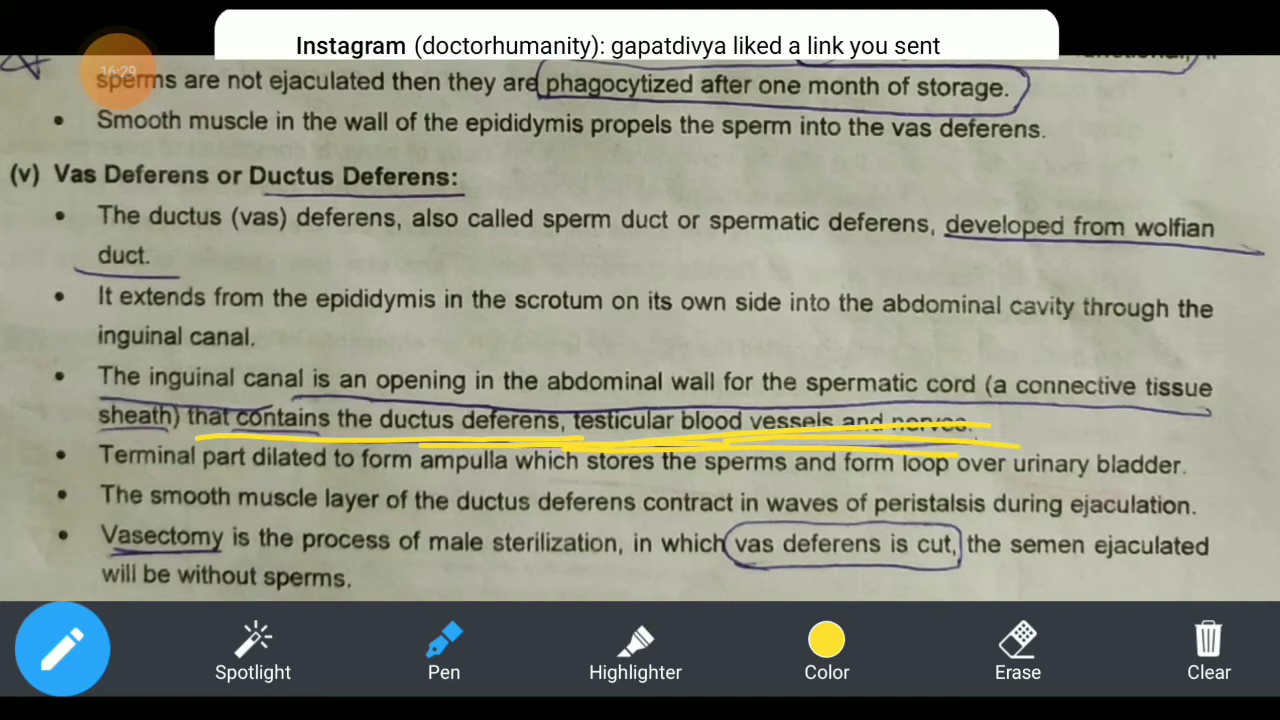 Instagram (doctorhumanity): gapatdivya liked a link you sent
16:29
sperms are not ejaculated then they are phagocytized after one month of storage.
• Smooth muscle in the wall of the epididymis propels the sperm into the vas deferens.
(v) Vas Deferens or Ductus Deferens:
• The ductus (vas) deferens, also called sperm duct or spermatic deferens, developed from wolfian
duct.
• It extends from the epididymis in the scrotum on its own side into the abdominal cavity through the
inguinal canal.
• The inguinal canal is an opening in the abdominal wall for the spermatic cord (a connective tissue
sheath) that contains the ductus deferens, testicular blood vessels and nerves.
• Terminal part dilated to form ampulla which stores the sperms and form loop over urinary bladder.
• The smooth muscle layer of the ductus deferens contract in waves of peristalsis during ejaculation.
• Vasectomy is the process of male sterilization, in which vas deferens is cut, the semen ejaculated
will be without sperms.
Spotlight Pen Highlighter Color Erase Clear